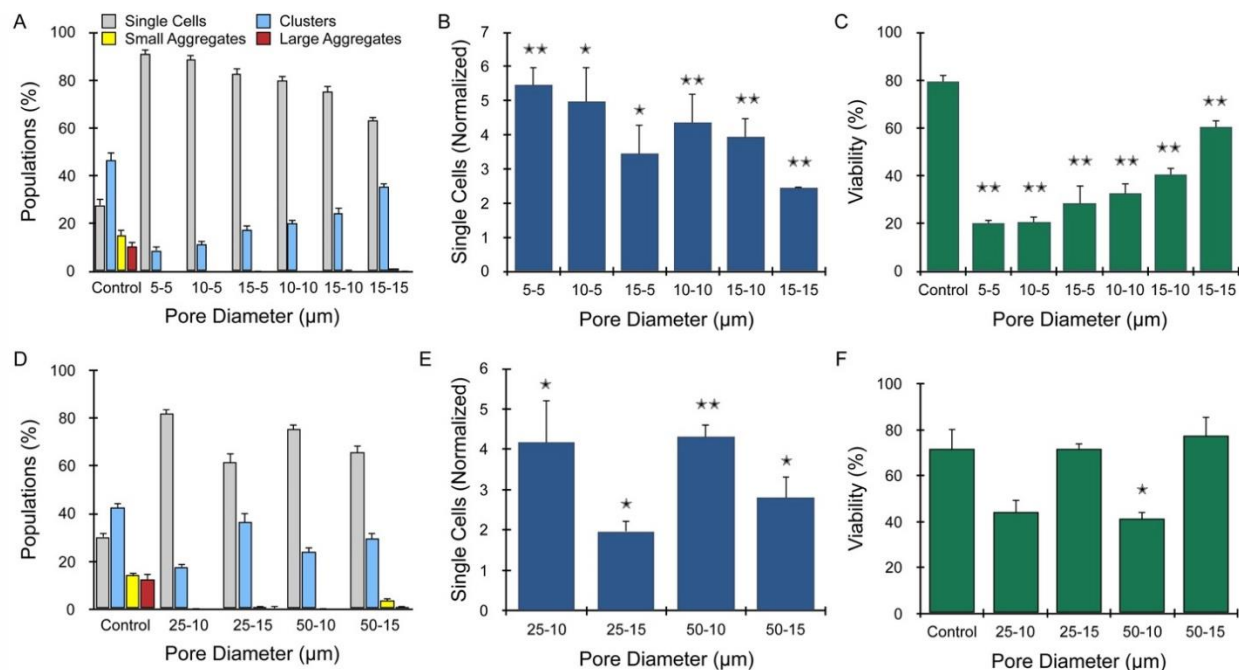 A
Single Cells
Clusters
Small Aggregates
Large Aggregates
100
80
60
40
20
0
Populations (%)
Control 5-5 10-5 15-5 10-10 15-10 15-15
Pore Diameter (µm)
B
7
6
5
4
3
2
1
0
Single Cells (Normalized)
★★ ★ ★ ★★ ★★ ★★
5-5 10-5 15-5 10-10 15-10 15-15
Pore Diameter (µm)
C
100
80
60
40
20
0
Viability (%)
★★ ★★ ★★ ★★ ★★ ★★
Control 5-5 10-5 15-5 10-10 15-10 15-15
Pore Diameter (µm)
D
100
80
60
40
20
0
Populations (%)
Control 25-10 25-15 50-10 50-15
Pore Diameter (µm)
E
6
5
4
3
2
1
0
Single Cells (Normalized)
★ ★ ★★ ★
25-10 25-15 50-10 50-15
Pore Diameter (µm)
F
100
80
60
40
20
0
Viability (%)
★
Control 25-10 25-15 50-10 50-15
Pore Diameter (µm)